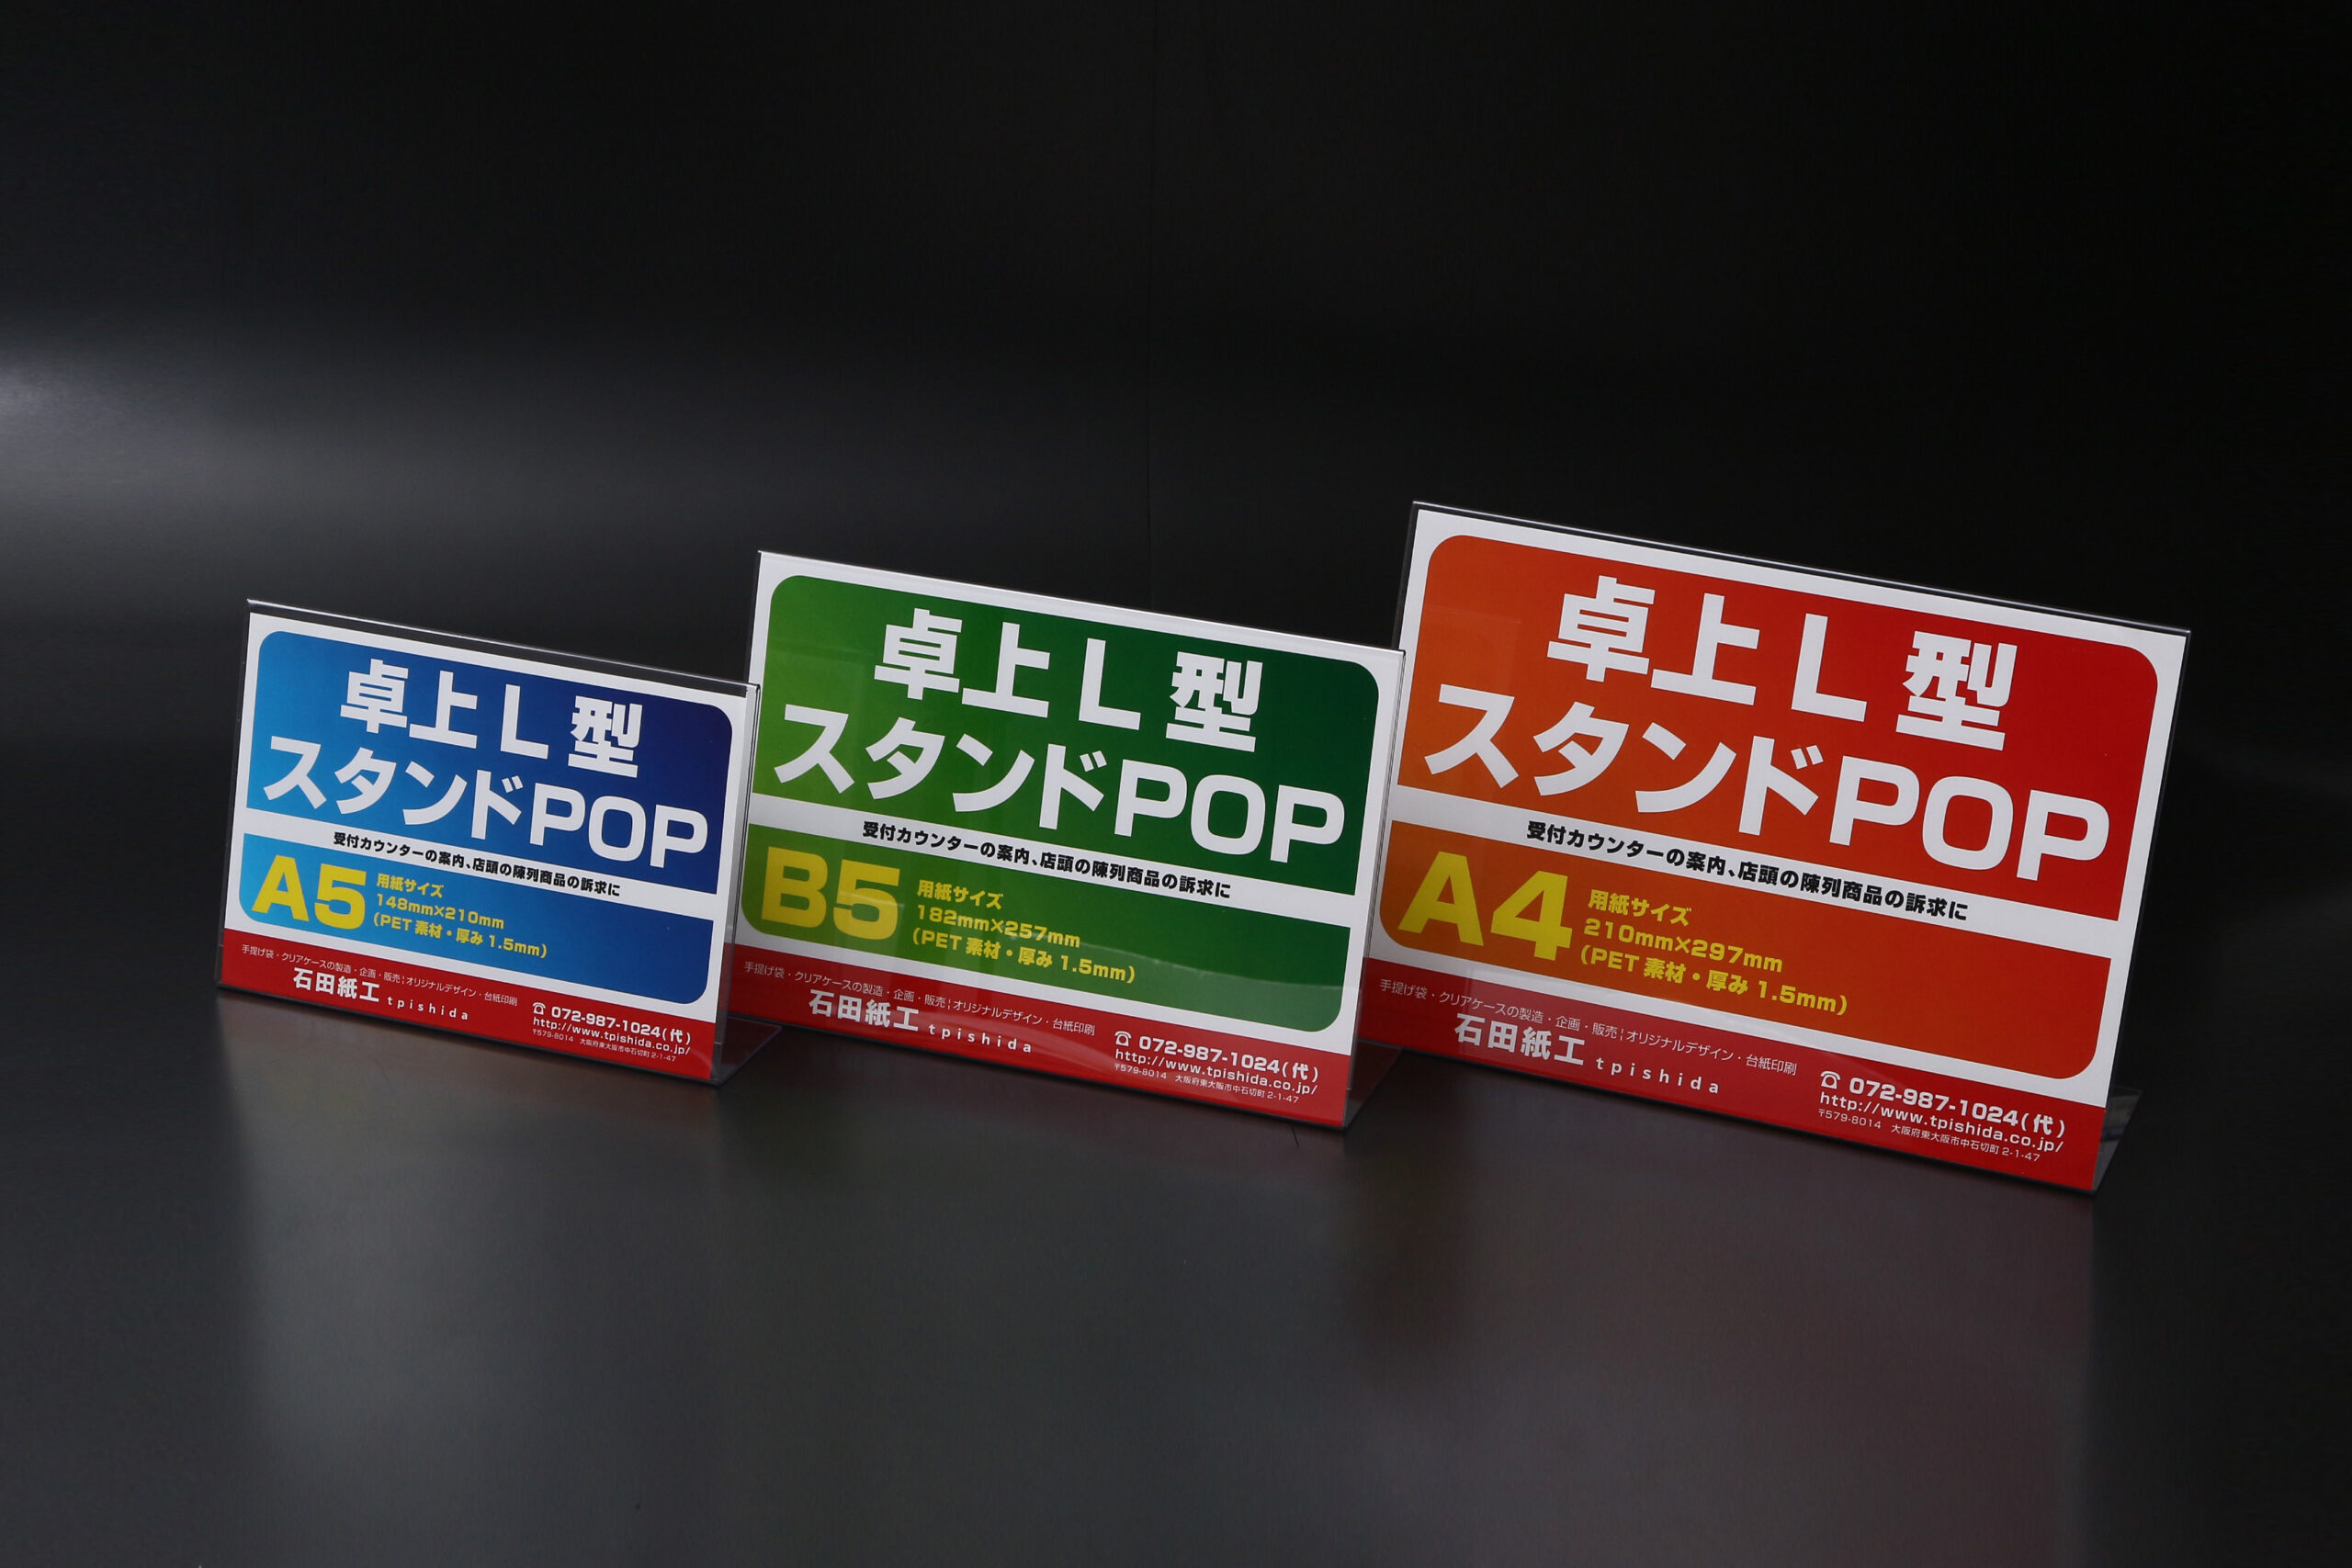 卓上L型
スタンドPOP
受付カウンターの案内、店頭の陳列商品の訴求に
A5
用紙サイズ
148mm×210mm
(PET 素材・厚み 1.5mm)
手提げ袋・クリアケースの製造・企画・販売¦オリジナルデザイン・台紙印刷
石田紙工 tpishida
☎ 072-987-1024(代)
http://www.tpishida.co.jp/
〒579-8014 大阪府東大阪市中石切町 2-1-47
卓上L型
スタンドPOP
受付カウンターの案内、店頭の陳列商品の訴求に
B5
用紙サイズ
182mm×257mm
(PET 素材・厚み 1.5mm)
手提げ袋・クリアケースの製造・企画・販売¦オリジナルデザイン・台紙印刷
石田紙工 tpishida
☎ 072-987-1024(代)
http://www.tpishida.co.jp/
〒579-8014 大阪府東大阪市中石切町 2-1-47
卓上L型
スタンドPOP
受付カウンターの案内、店頭の陳列商品の訴求に
A4
用紙サイズ
210mm×297mm
(PET 素材・厚み 1.5mm)
手提げ袋・クリアケースの製造・企画・販売¦オリジナルデザイン・台紙印刷
石田紙工 tpishida
☎ 072-987-1024(代)
http://www.tpishida.co.jp/
〒579-8014 大阪府東大阪市中石切町 2-1-47